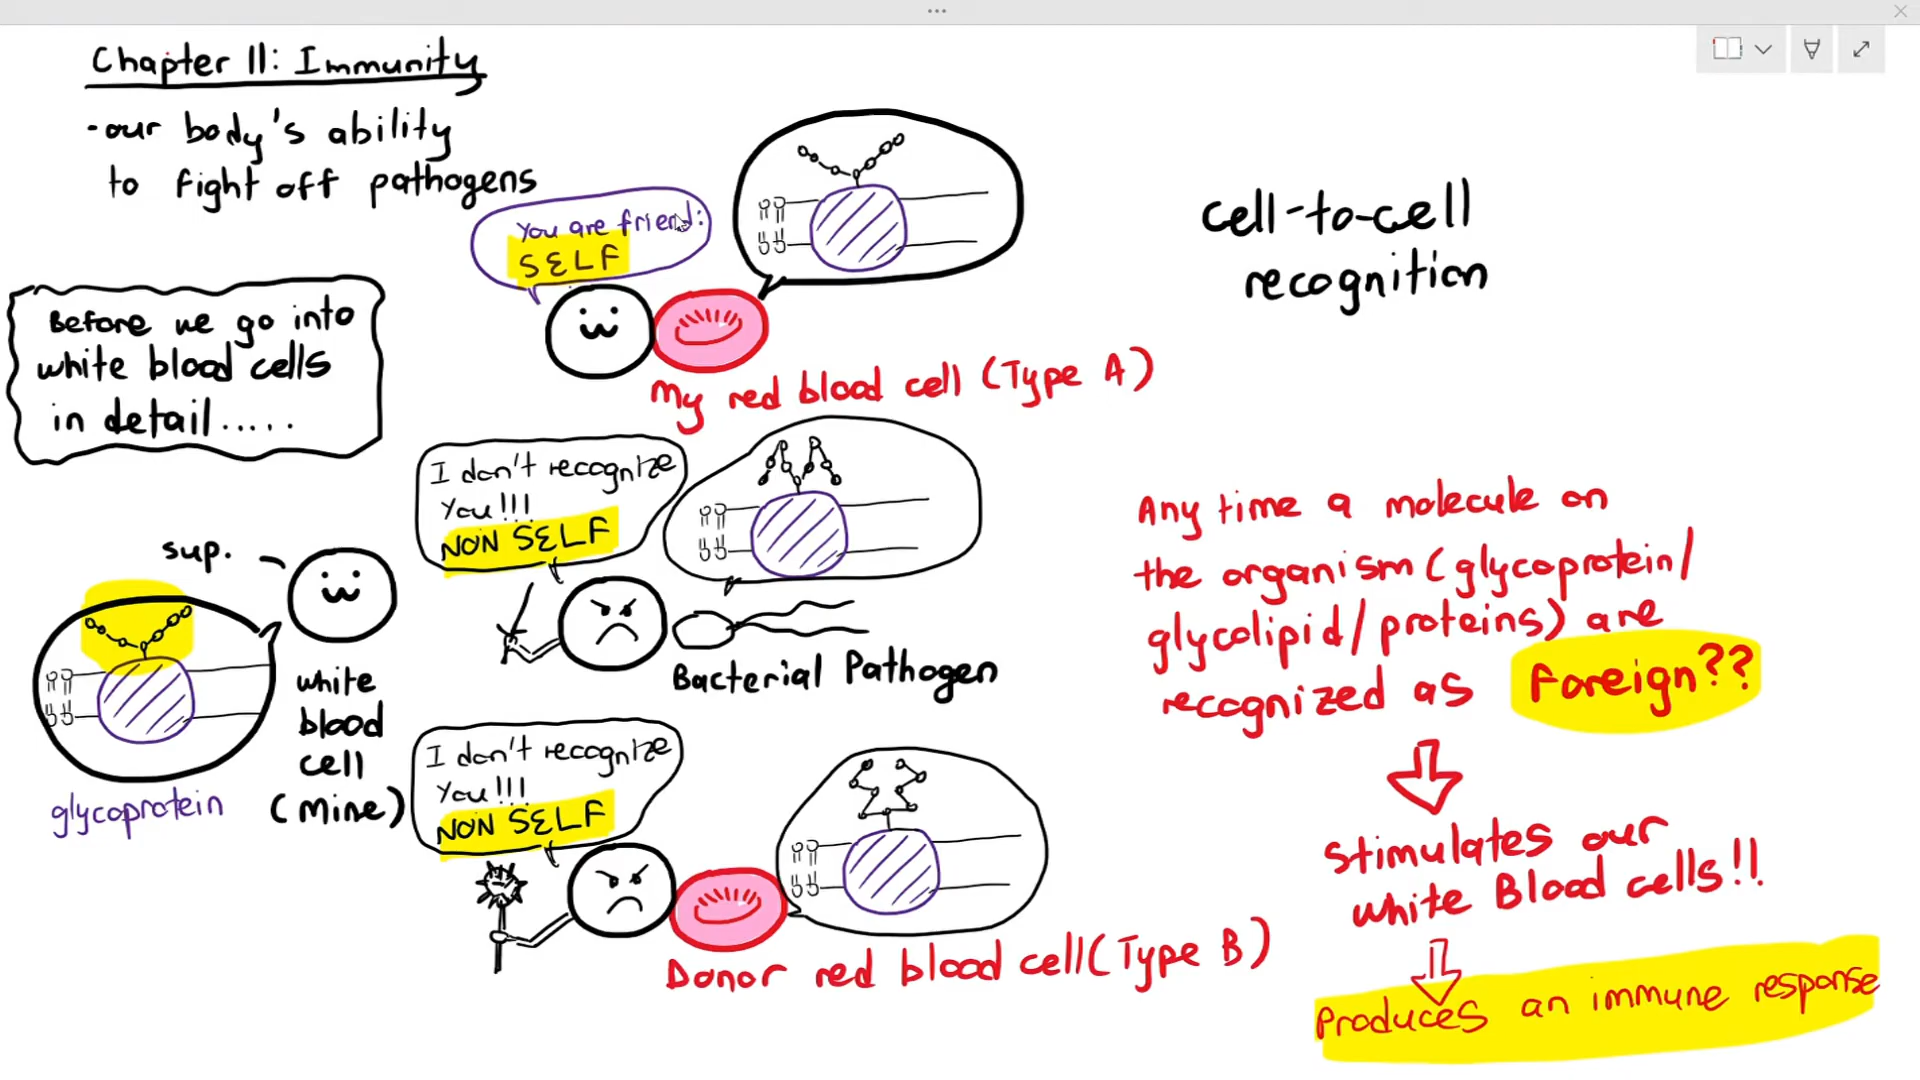 Chapter 11: Immunity
-our body's ability
to fight off pathogens
You are friend:
SELF
cell-to-cell
recognition
Before we go into
white blood cells
in detail.....
My red blood cell (Type A)
I don't recognize
You!!!
NON SELF
sup.
Bacterial Pathogen
white
blood
cell
(Mine)
glycoprotein
I don't recognize
You!!!
NON SELF
Donor red blood cell (Type B)
Any time a molecule on
the organism (glycoprotein/
glycolipid/proteins) are
recognized as foreign??
stimulates our
white Blood cells!!
Produces an immune response